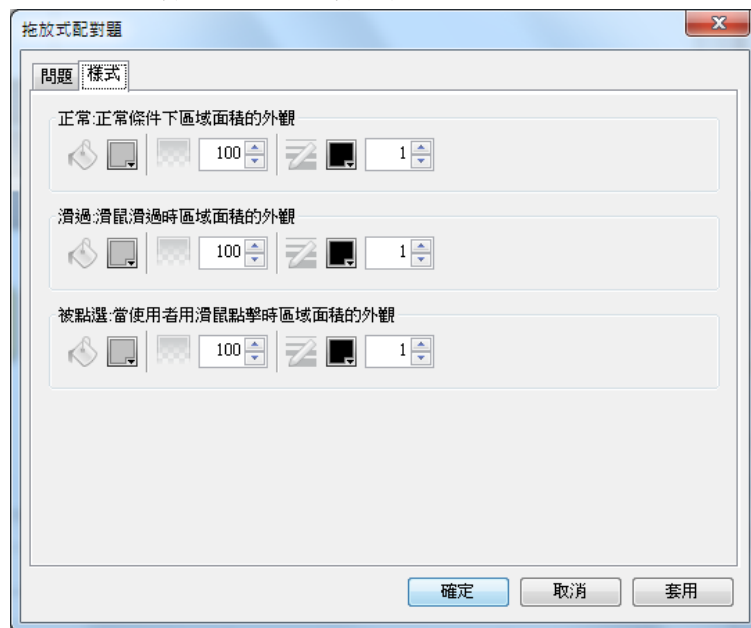 拖放式配對題
問題 樣式
正常:正常條件下區域面積的外觀
100 1
滑過:滑鼠滑過時區域面積的外觀
100 1
被點選:當使用者用滑鼠點擊時區域面積的外觀
100 1
確定 取消 套用